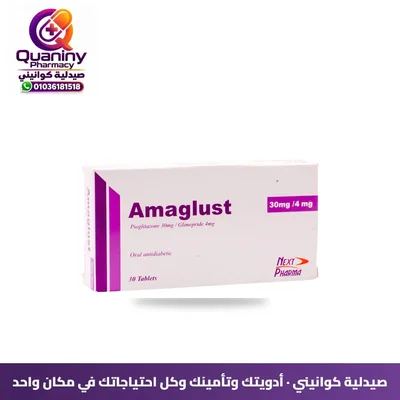 Quaniny
Pharmacy
صيدلية كوانيني
01036181518
Amaglust
Pioglitazone 30mg / Glimepride 4mg
Oral antidiabetic
30 Tablets
30mg /4 mg
NEXT
PHARMA
صيدلية كوانيني - أدويتك وتأمينك وكل احتياجاتك في مكان واحد